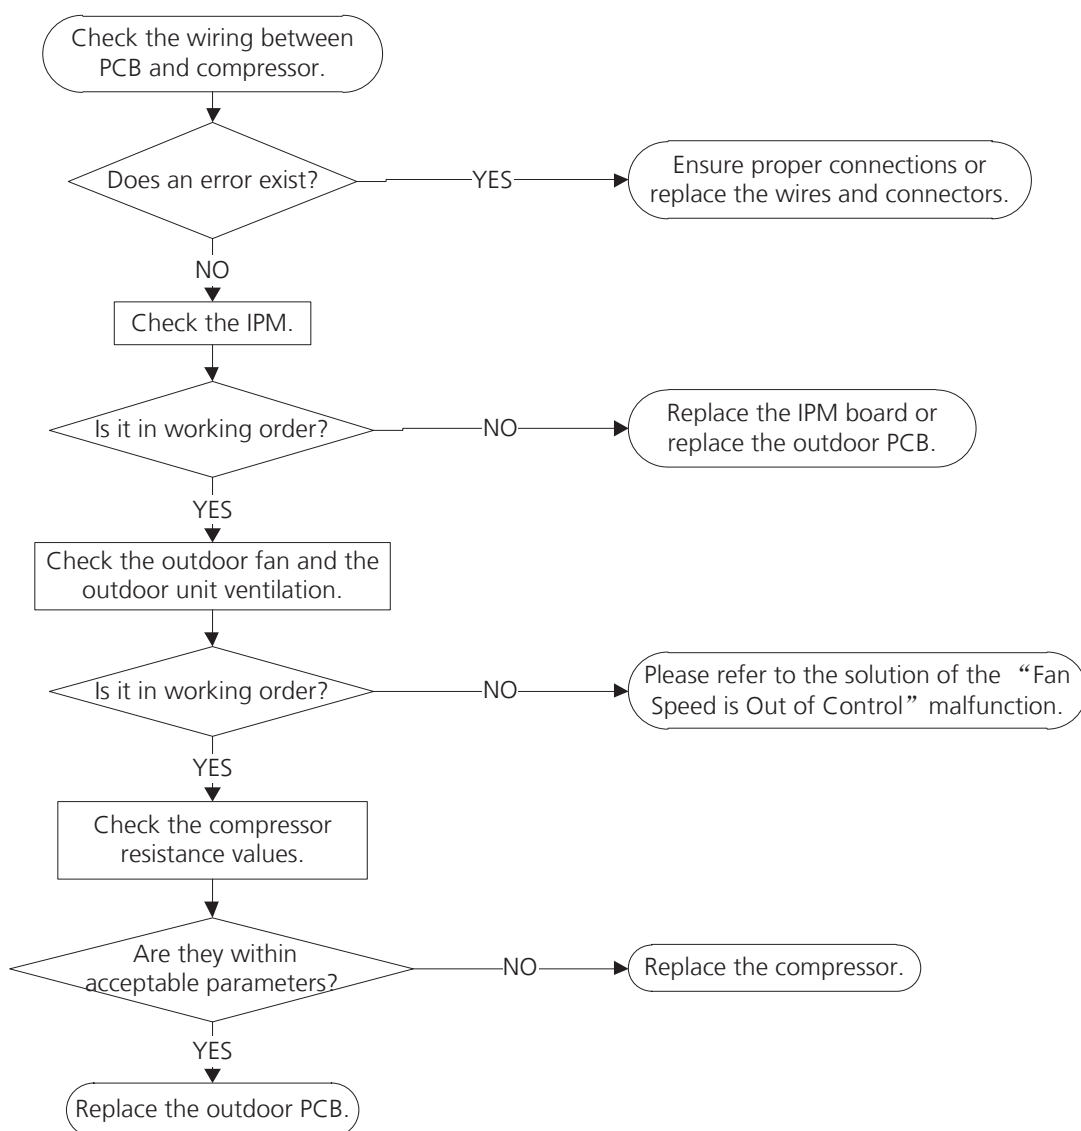 Check the wiring between
PCB and compressor.
Does an error exist?
YES
Ensure proper connections or
replace the wires and connectors.
NO
Check the IPM.
Is it in working order?
NO
Replace the IPM board or
replace the outdoor PCB.
YES
Check the outdoor fan and the
outdoor unit ventilation.
Is it in working order?
NO
Please refer to the solution of the “Fan
Speed is Out of Control” malfunction.
YES
Check the compressor
resistance values.
Are they within
acceptable parameters?
NO
Replace the compressor.
YES
Replace the outdoor PCB.